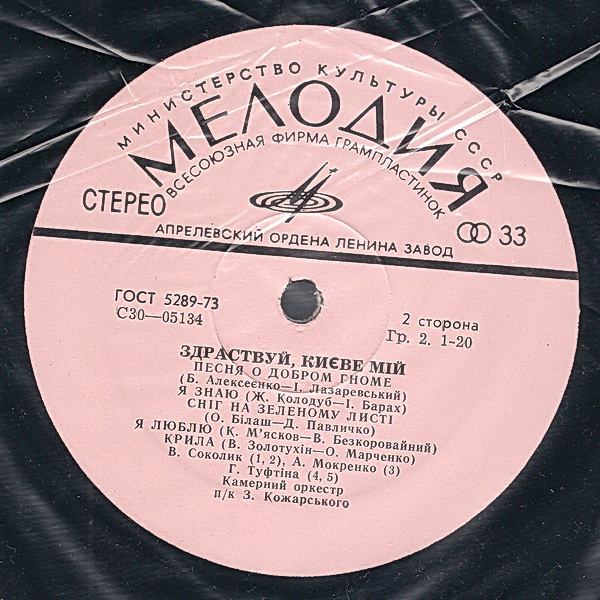 МИНИСТЕРСТВО КУЛЬТУРЫ СССР
МЕЛОДИЯ
ВСЕСОЮЗНАЯ ФИРМА ГРАМПЛАСТИНОК
СТЕРЕО
33
АПРЕЛЕВСКИЙ ОРДЕНА ЛЕНИНА ЗАВОД
ГОСТ 5289-73
С30—05134
2 сторона
Гр. 2. 1-20
ЗДРАСТВУЙ, КИЄВЕ МІЙ
ПЕСНЯ О ДОБРОМ ГНОМЕ
(Б. Алексеєнко—І. Лазаревський)
Я ЗНАЮ (Ж. Колодуб—І. Барах)
СНІГ НА ЗЕЛЕНОМУ ЛИСТІ
(О. Білаш—Д. Павличко)
Я ЛЮБЛЮ (К. М'ясков—В. Безкоровайний)
КРИЛА (В. Золотухін—О. Марченко)
В. Соколик (1, 2), А. Мокренко (3)
Г. Туфтіна (4, 5)
Камерний оркестр
п/к З. Кожарського